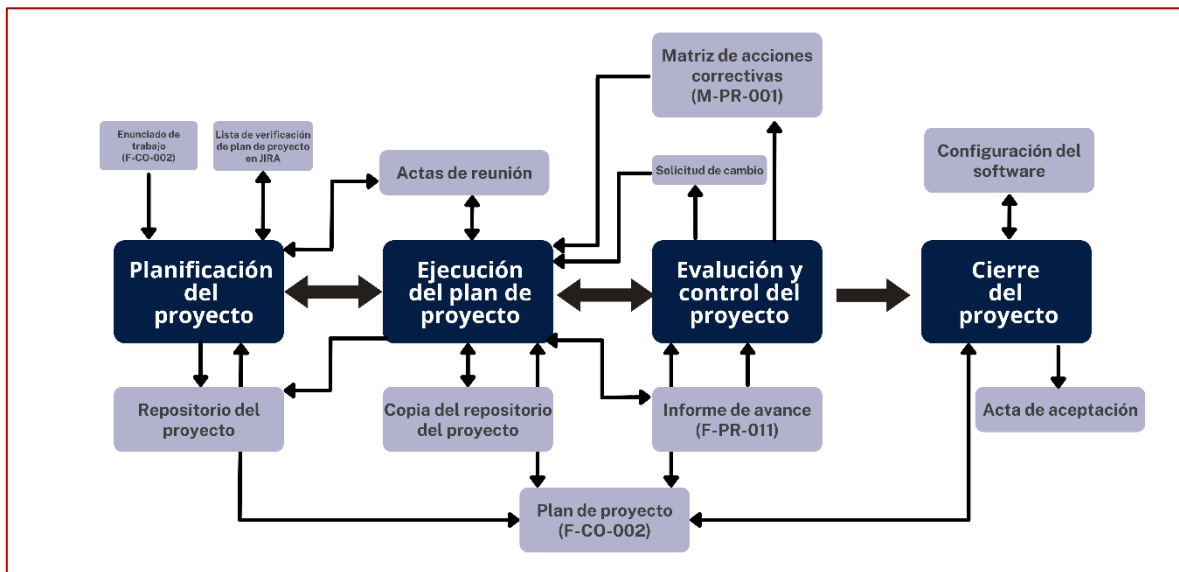 Matriz de acciones
correctivas
(M-PR-001)
Enunciado de
trabajo
(F-CO-002)
Lista de verificación
de plan de proyecto
en JIRA
Actas de reunión
Solicitud de cambio
Configuración del
software
Planificación
del
proyecto
Ejecución
del plan de
proyecto
Evalución y
control del
proyecto
Cierre
del
proyecto
Repositorio del
proyecto
Copia del repositorio
del proyecto
Informe de avance
(F-PR-011)
Acta de aceptación
Plan de proyecto
(F-CO-002)